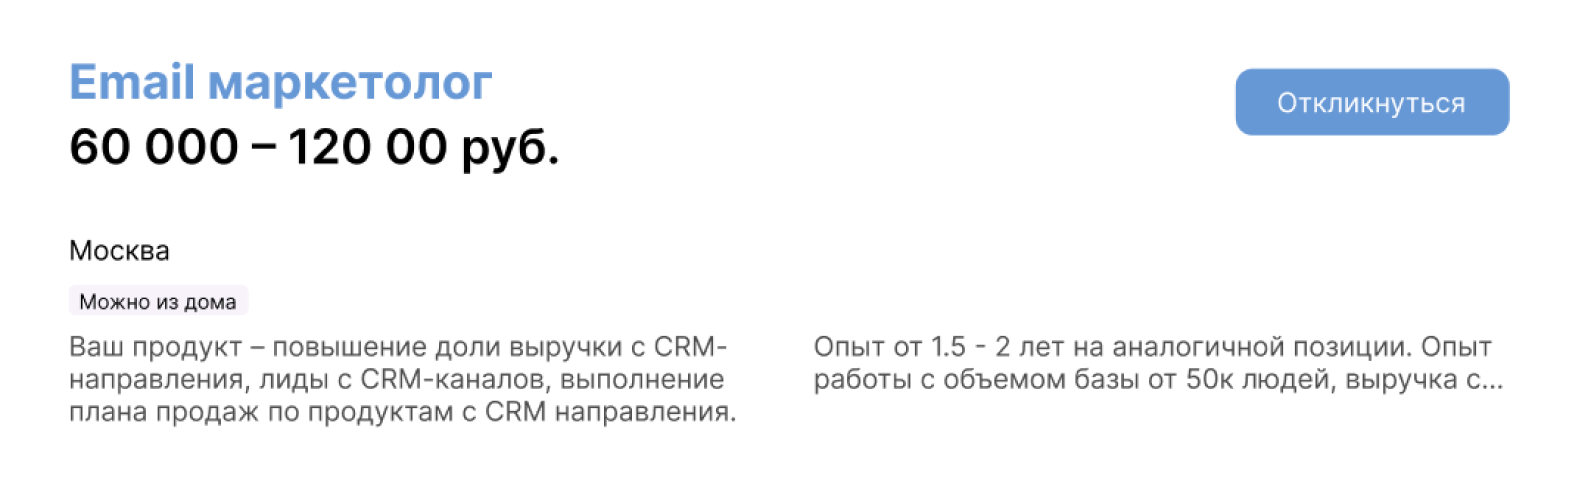 Email маркетолог
60 000 – 120 00 руб.
Откликнуться
Москва
Можно из дома
Ваш продукт – повышение доли выручки с CRM-
направления, лиды с CRM-каналов, выполнение
плана продаж по продуктам с CRM направления.
Опыт от 1.5 - 2 лет на аналогичной позиции. Опыт
работы с объемом базы от 50к людей, выручка с...